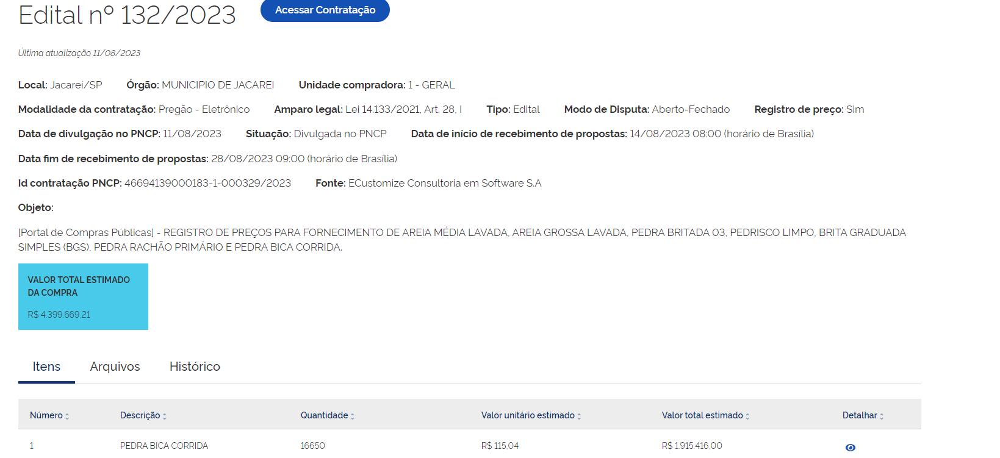 Edital nº 132/2023 Acessar Contratação
Última atualização 11/08/2023
Local: Jacareí/SP Órgão: MUNICIPIO DE JACAREI Unidade compradora: 1 - GERAL
Modalidade da contratação: Pregão - Eletrônico Amparo legal: Lei 14.133/2021, Art. 28, I Tipo: Edital Modo de Disputa: Aberto-Fechado Registro de preço: Sim
Data de divulgação no PNCP: 11/08/2023 Situação: Divulgada no PNCP Data de início de recebimento de propostas: 14/08/2023 08:00 (horário de Brasília)
Data fim de recebimento de propostas: 28/08/2023 09:00 (horário de Brasília)
Id contratação PNCP: 46694139000183-1-000329/2023 Fonte: ECustomize Consultoria em Software S.A
Objeto:
[Portal de Compras Públicas] - REGISTRO DE PREÇOS PARA FORNECIMENTO DE AREIA MÉDIA LAVADA, AREIA GROSSA LAVADA, PEDRA BRITADA 03, PEDRISCO LIMPO, BRITA GRADUADA
SIMPLES (BGS), PEDRA RACHÃO PRIMÁRIO E PEDRA BICA CORRIDA.
VALOR TOTAL ESTIMADO
DA COMPRA
R$ 4.399.669,21
Itens Arquivos Histórico
Número Descrição Quantidade Valor unitário estimado Valor total estimado Detalhar
1 PEDRA BICA CORRIDA 16650 R$ 115,04 R$ 1.915.416,00